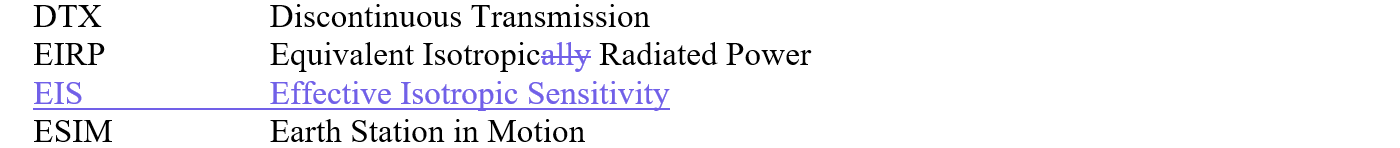 DTX Discontinuous Transmission
EIRP Equivalent Isotropically Radiated Power
EIS Effective Isotropic Sensitivity
ESIM Earth Station in Motion